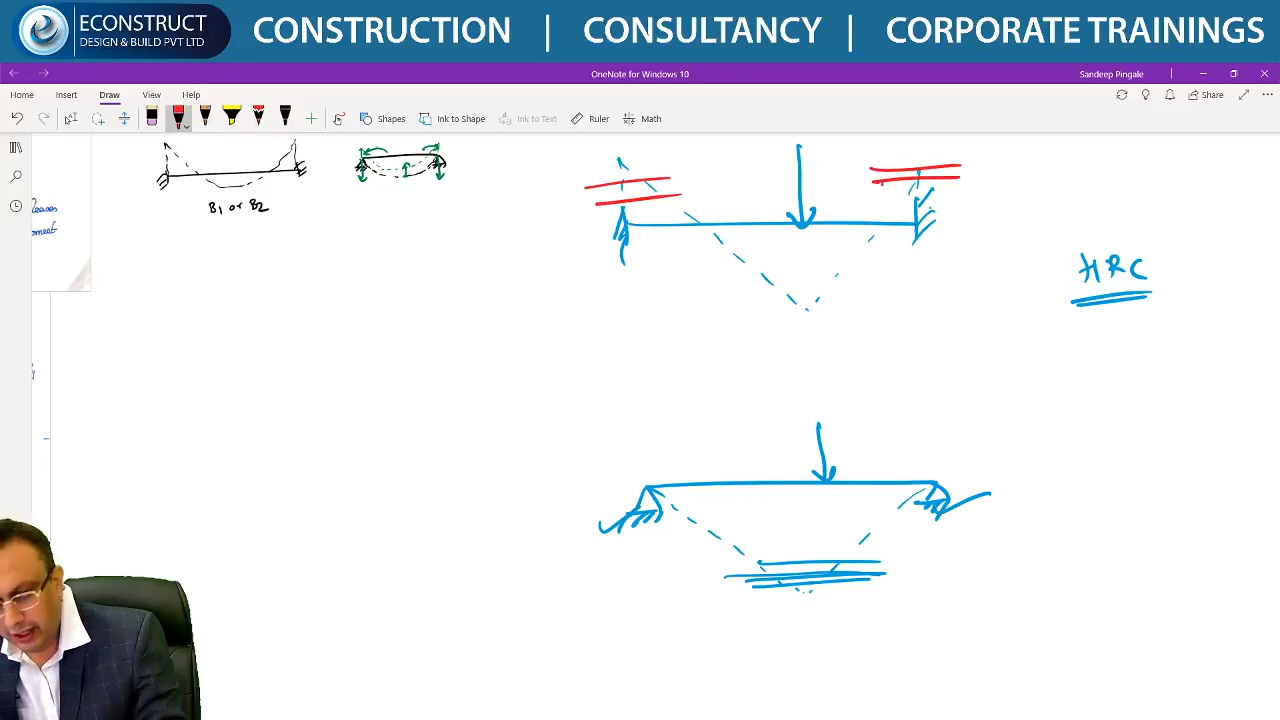 ECONSTRUCT
DESIGN & BUILD PVT LTD
CONSTRUCTION | CONSULTANCY | CORPORATE TRAININGS
OneNote for Windows 10
Sandeep Pingale
Home Insert Draw View Help
Share
Shapes Ink to Shape Ink to Text Ruler Math
B1 or B2
HRC